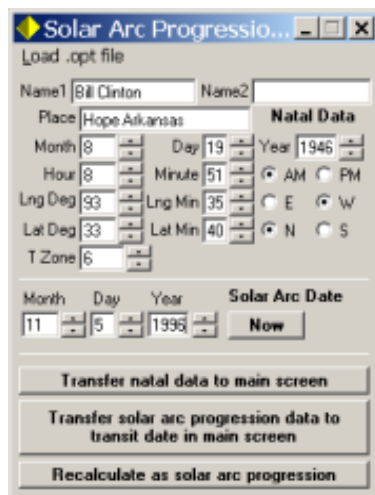 Solar Arc Progressio...
Load .opt file
Name1 Bill Clinton Name2
Place Hope Arkansas Natal Data
Month 8 Day 19 Year 1946
Hour 8 Minute 51 AM PM
Lng Deg 93 Lng Min 35 E W
Lat Deg 33 Lat Min 40 N S
T Zone 6
Month Day Year Solar Arc Date
11 5 1996 Now
Transfer natal data to main screen
Transfer solar arc progression data to
transit date in main screen
Recalculate as solar arc progression